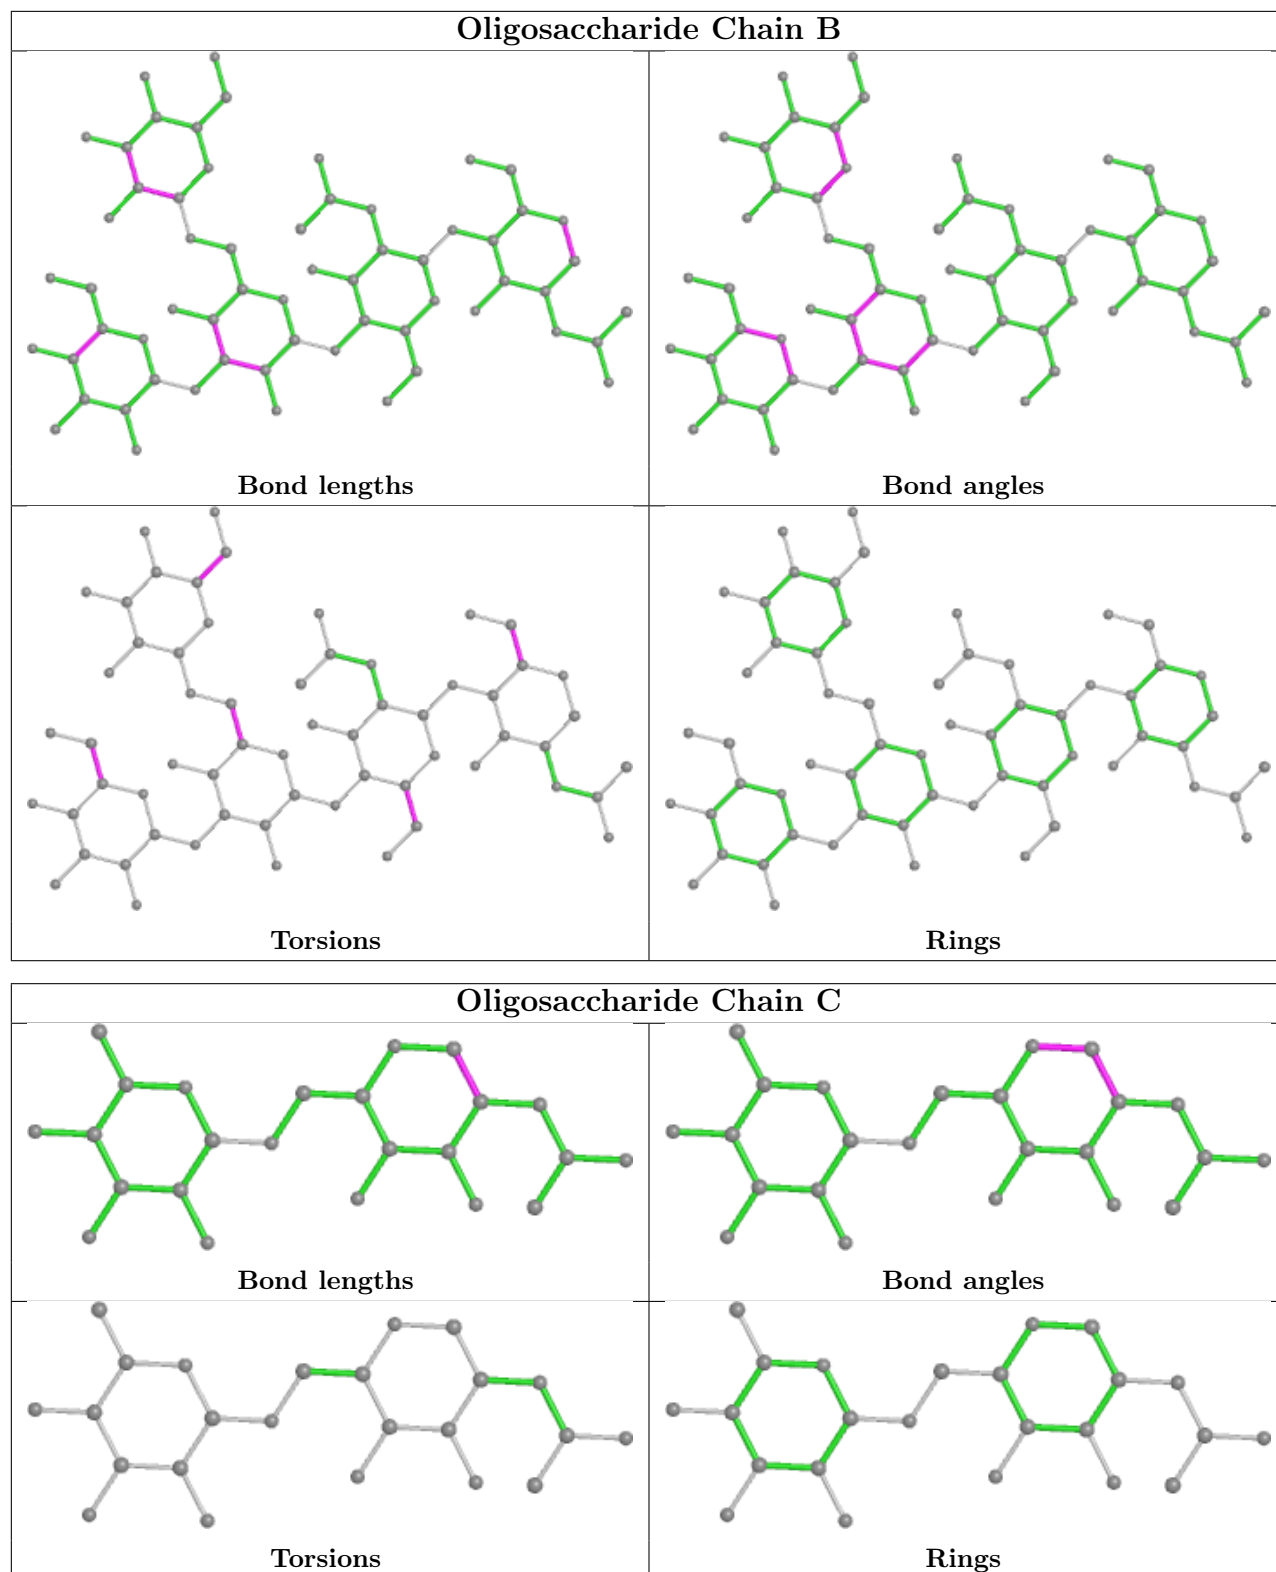 Oligosaccharide Chain B
Bond lengths
Bond angles
Torsions
Rings
Oligosaccharide Chain C
Bond lengths
Bond angles
Torsions
Rings